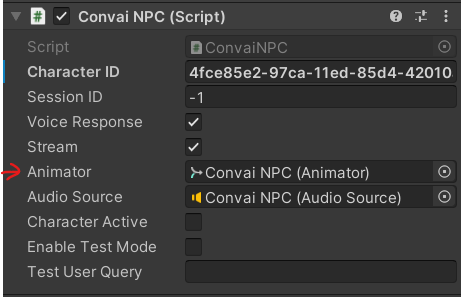 Convai NPC (Script)
Script ConvaiNPC
Character ID 4fce85e2-97ca-11ed-85d4-42010
Session ID -1
Voice Response
Stream
Animator Convai NPC (Animator)
Audio Source Convai NPC (Audio Source)
Character Active
Enable Test Mode
Test User Query